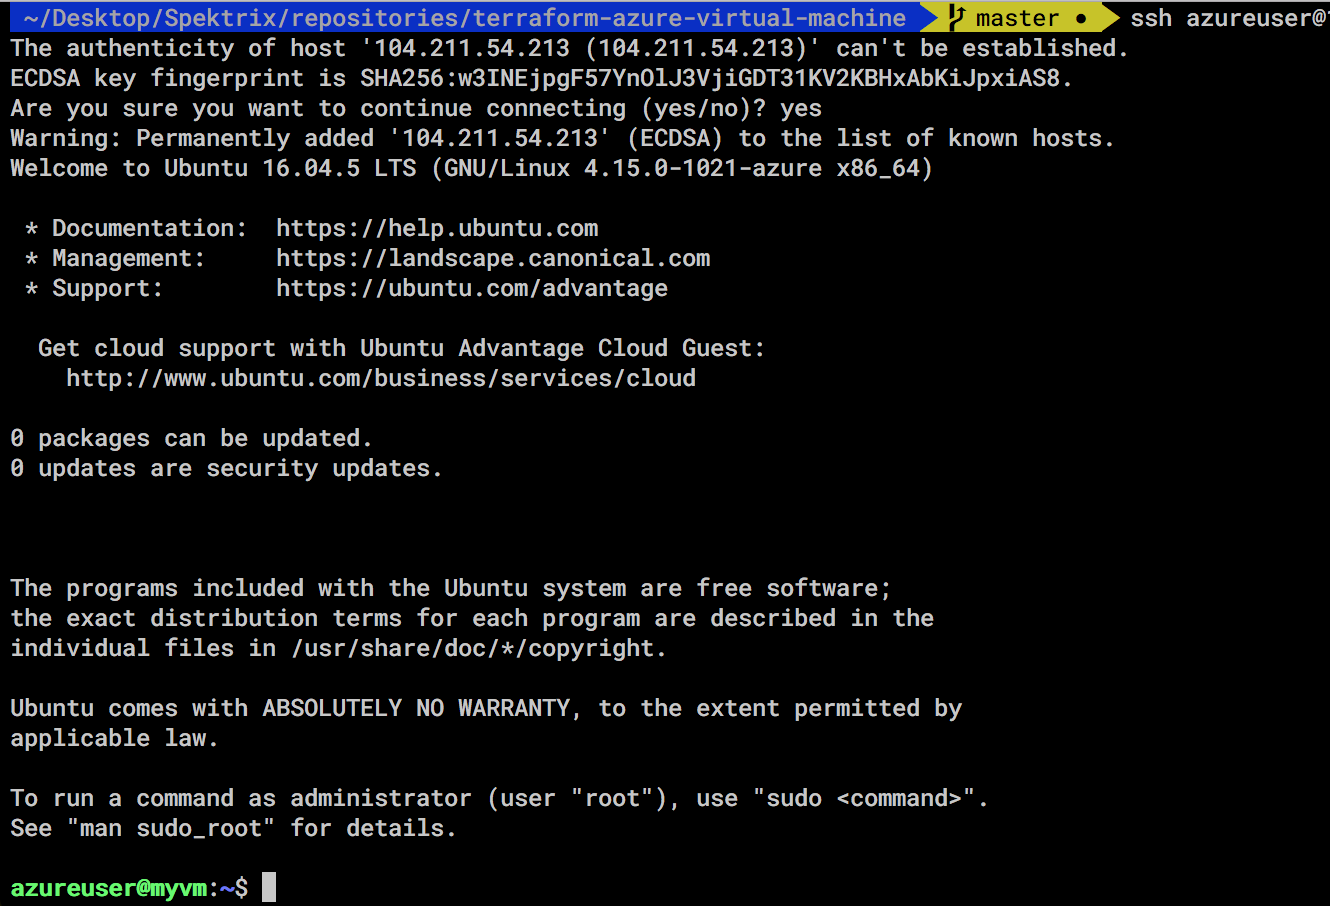 ~/Desktop/Spektrix/repositories/terraform-azure-virtual-machine master ● ssh azureuser@
The authenticity of host '104.211.54.213 (104.211.54.213)' can't be established.
ECDSA key fingerprint is SHA256:w3INEjpgF57YnOlJ3VjiGDT31KV2KBHxAbKiJpxiAS8.
Are you sure you want to continue connecting (yes/no)? yes
Warning: Permanently added '104.211.54.213' (ECDSA) to the list of known hosts.
Welcome to Ubuntu 16.04.5 LTS (GNU/Linux 4.15.0-1021-azure x86_64)
* Documentation: https://help.ubuntu.com
* Management: https://landscape.canonical.com
* Support: https://ubuntu.com/advantage
Get cloud support with Ubuntu Advantage Cloud Guest:
http://www.ubuntu.com/business/services/cloud
0 packages can be updated.
0 updates are security updates.
The programs included with the Ubuntu system are free software;
the exact distribution terms for each program are described in the
individual files in /usr/share/doc/*/copyright.
Ubuntu comes with ABSOLUTELY NO WARRANTY, to the extent permitted by
applicable law.
To run a command as administrator (user "root"), use "sudo <command>".
See "man sudo_root" for details.
azureuser@myvm:~$